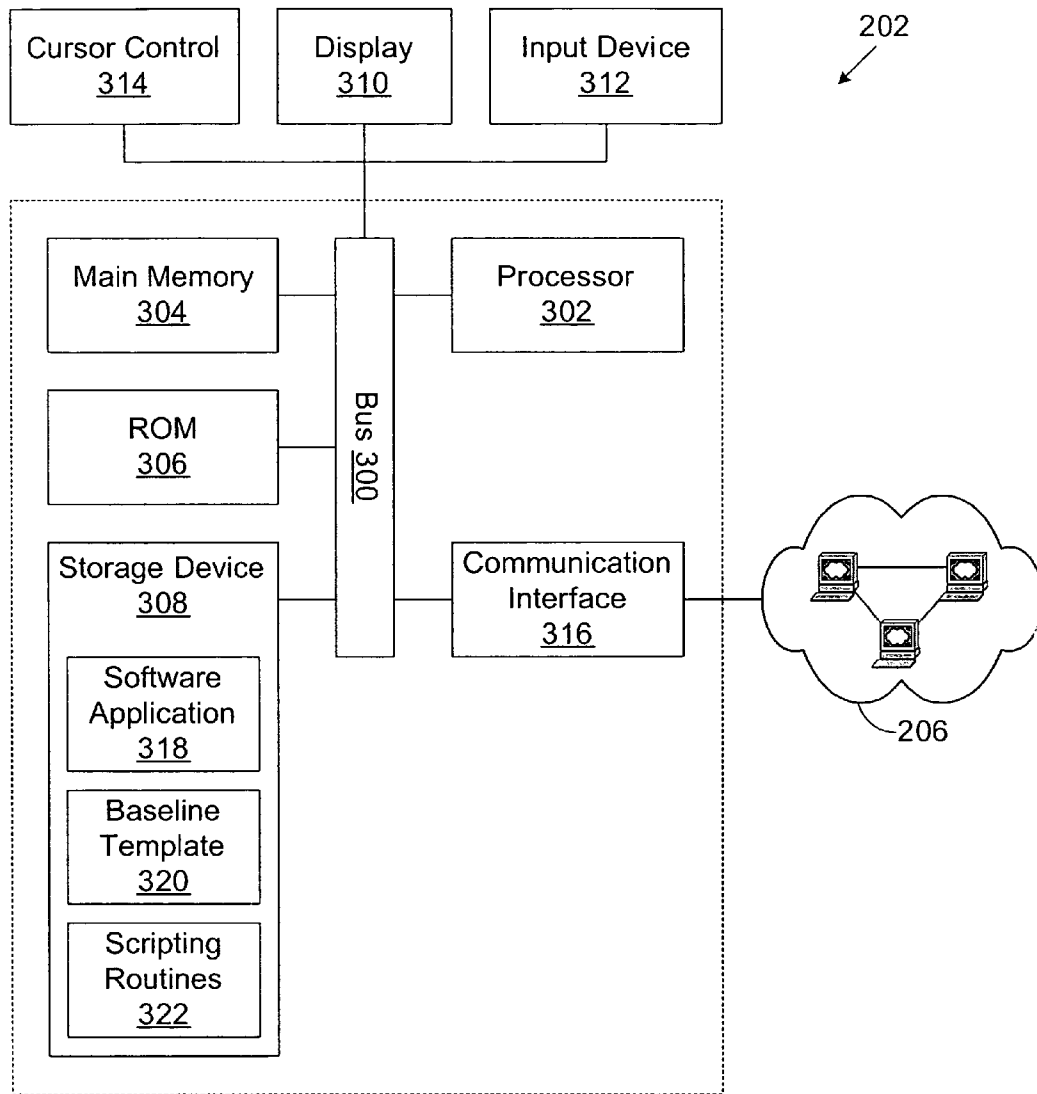 Cursor Control
314
Display
310
Input Device
312
202
Main Memory
304
Processor
302
ROM
306
Bus 300
Storage Device
308
Communication
Interface
316
Software
Application
318
Baseline
Template
320
Scripting
Routines
322
206